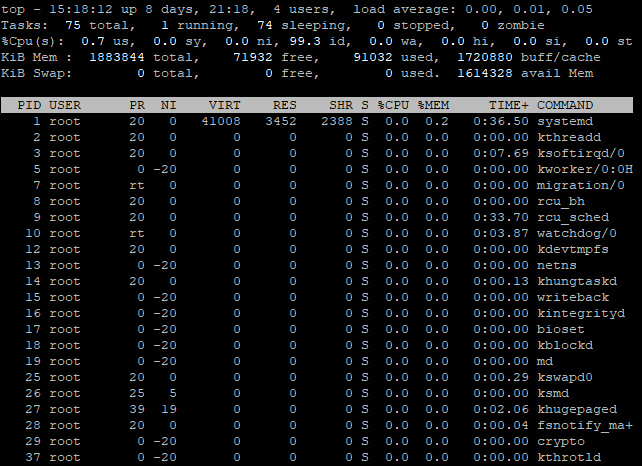 top - 15:18:12 up 8 days, 21:18,  4 users,  load average: 0.00, 0.01, 0.05
Tasks:  75 total,   1 running,  74 sleeping,   0 stopped,   0 zombie
%Cpu(s):  0.7 us,  0.0 sy,  0.0 ni, 99.3 id,  0.0 wa,  0.0 hi,  0.0 si,  0.0 st
KiB Mem :  1883844 total,    71932 free,    91032 used,  1720880 buff/cache
KiB Swap:        0 total,        0 free,        0 used.  1614328 avail Mem
PID USER      PR  NI    VIRT    RES    SHR S %CPU %MEM     TIME+ COMMAND
1 root      20   0   41008   3452   2388 S  0.0  0.2   0:36.50 systemd
2 root      20   0       0      0      0 S  0.0  0.0   0:00.00 kthreadd
3 root      20   0       0      0      0 S  0.0  0.0   0:07.69 ksoftirqd/0
5 root       0 -20       0      0      0 S  0.0  0.0   0:00.00 kworker/0:0H
7 root      rt   0       0      0      0 S  0.0  0.0   0:00.00 migration/0
8 root      20   0       0      0      0 S  0.0  0.0   0:00.00 rcu_bh
9 root      20   0       0      0      0 S  0.0  0.0   0:33.70 rcu_sched
10 root      rt   0       0      0      0 S  0.0  0.0   0:03.87 watchdog/0
12 root      20   0       0      0      0 S  0.0  0.0   0:00.00 kdevtmpfs
13 root       0 -20       0      0      0 S  0.0  0.0   0:00.00 netns
14 root      20   0       0      0      0 S  0.0  0.0   0:00.13 khungtaskd
15 root       0 -20       0      0      0 S  0.0  0.0   0:00.00 writeback
16 root       0 -20       0      0      0 S  0.0  0.0   0:00.00 kintegrityd
17 root       0 -20       0      0      0 S  0.0  0.0   0:00.00 bioset
18 root       0 -20       0      0      0 S  0.0  0.0   0:00.00 kblockd
19 root       0 -20       0      0      0 S  0.0  0.0   0:00.00 md
25 root      20   0       0      0      0 S  0.0  0.0   0:00.29 kswapd0
26 root      25   5       0      0      0 S  0.0  0.0   0:00.00 ksmd
27 root      39  19       0      0      0 S  0.0  0.0   0:02.06 khugepaged
28 root      20   0       0      0      0 S  0.0  0.0   0:00.04 fsnotify_ma+
29 root       0 -20       0      0      0 S  0.0  0.0   0:00.00 crypto
37 root       0 -20       0      0      0 S  0.0  0.0   0:00.00 kthrotld